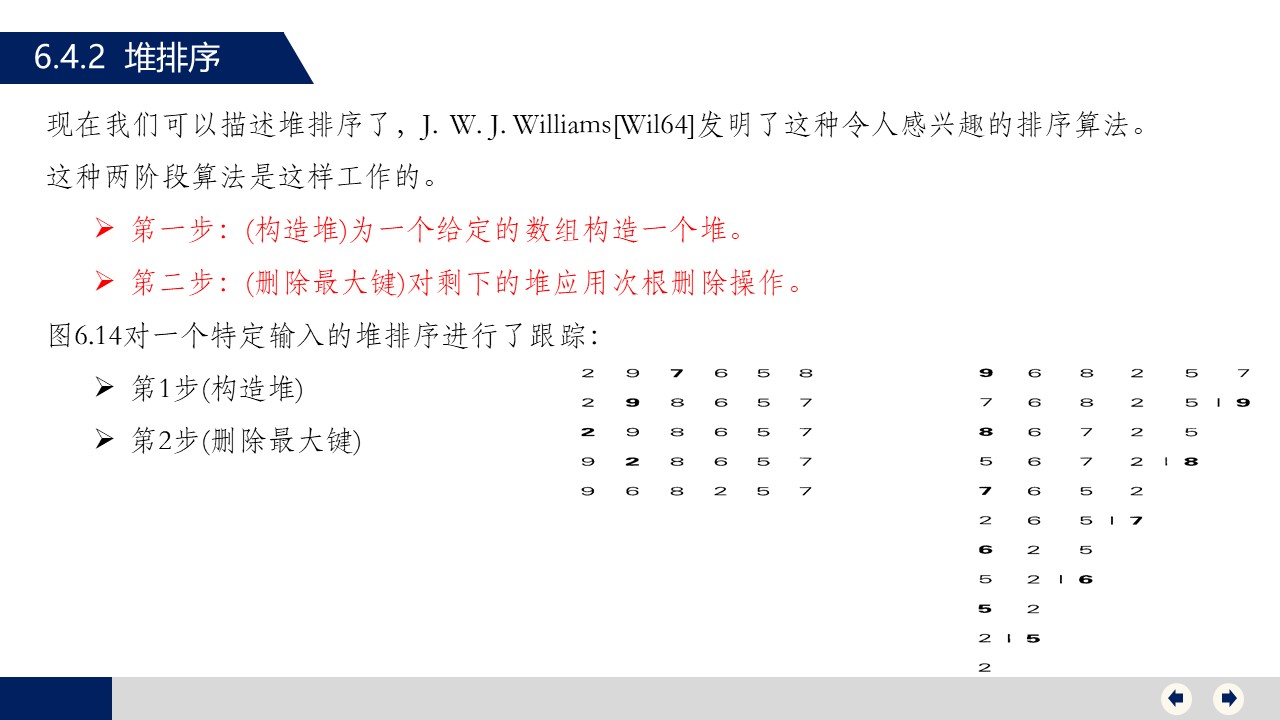 6.4.2 堆排序
现在我们可以描述堆排序了，J. W. J. Williams[Wil64]发明了这种令人感兴趣的排序算法。
这种两阶段算法是这样工作的。
➢ 第一步：(构造堆)为一个给定的数组构造一个堆。
➢ 第二步：(删除最大键)对剩下的堆应用次根删除操作。
图6.14对一个特定输入的堆排序进行了跟踪：
➢ 第1步(构造堆)
➢ 第2步(删除最大键)
2 9 7 6 5 8
2 9 8 6 5 7
2 9 8 6 5 7
9 2 8 6 5 7
9 6 8 2 5 7
9 6 8 2 5 7
7 6 8 2 5 | 9
8 6 7 2 5
5 6 7 2 | 8
7 6 5 2
2 6 5 | 7
6 2 5
5 2 | 6
5 2
2 | 5
2